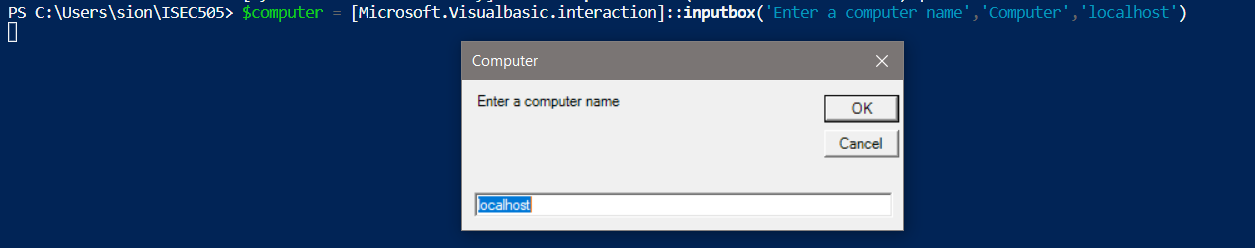 PS C:\Users\sion\ISEC505> $computer = [Microsoft.Visualbasic.interaction]::inputbox('Enter a computer name','Computer','localhost')
Computer
Enter a computer name
OK
Cancel
localhost